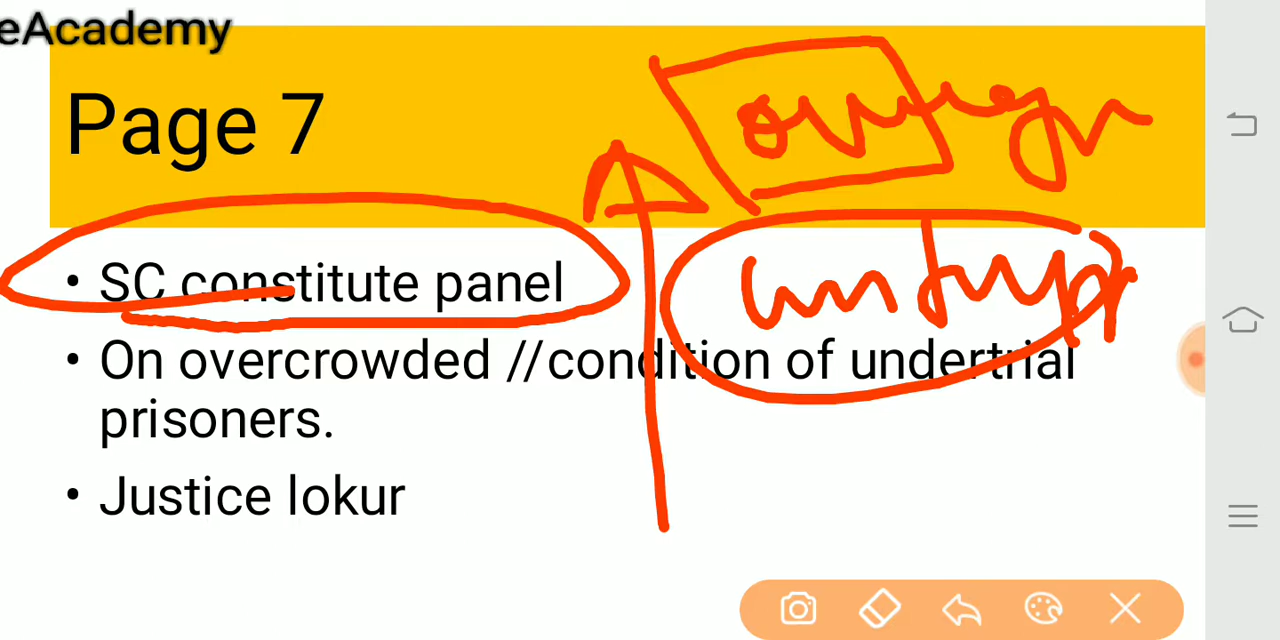 eAcademy
Page 7
• SC constitute panel
• On overcrowded //condition of undertrial
prisoners.
• Justice lokur